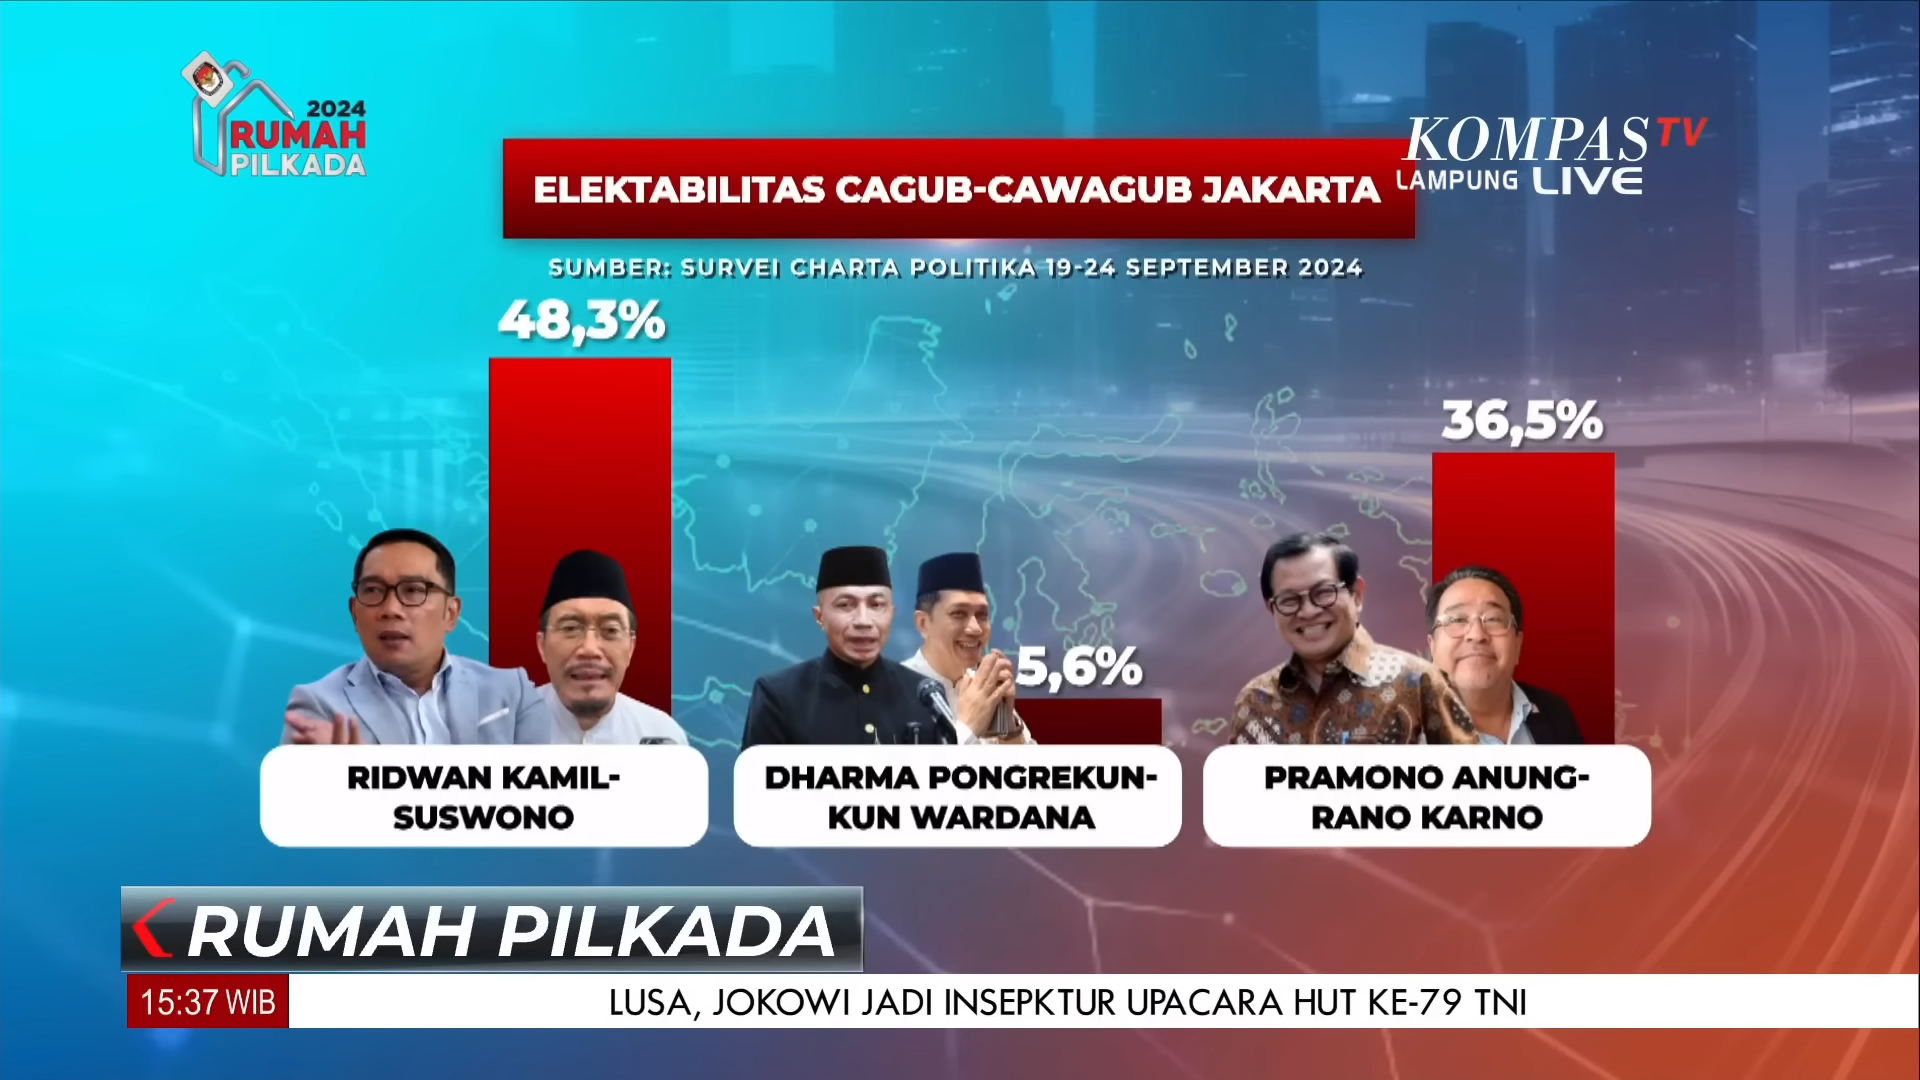 2024
RUMAH
PILKADA
KOMPAS TV
LAMPUNG LIVE
ELEKTABILITAS CAGUB-CAWAGUB JAKARTA
SUMBER: SURVEI CHARTA POLITIKA 19-24 SEPTEMBER 2024
48,3%
36,5%
5,6%
RIDWAN KAMIL-
SUSWONO
DHARMA PONGREKUN-
KUN WARDANA
PRAMONO ANUNG-
RANO KARNO
RUMAH PILKADA
15:37 WIB
LUSA, JOKOWI JADI INSEPKTUR UPACARA HUT KE-79 TNI